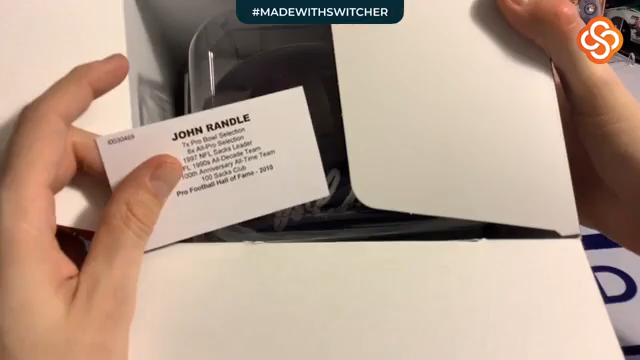 #MADEWITHSWITCHER
JOHN RANDLE
7x Pro Bowl Selection
6x All-Pro Selection
1997 NFL Sacks Leader
FL 1990s All-Decade Team
100th Anniversary All-Time Team
100 Sacks Club
Pro Football Hall of Fame - 2010